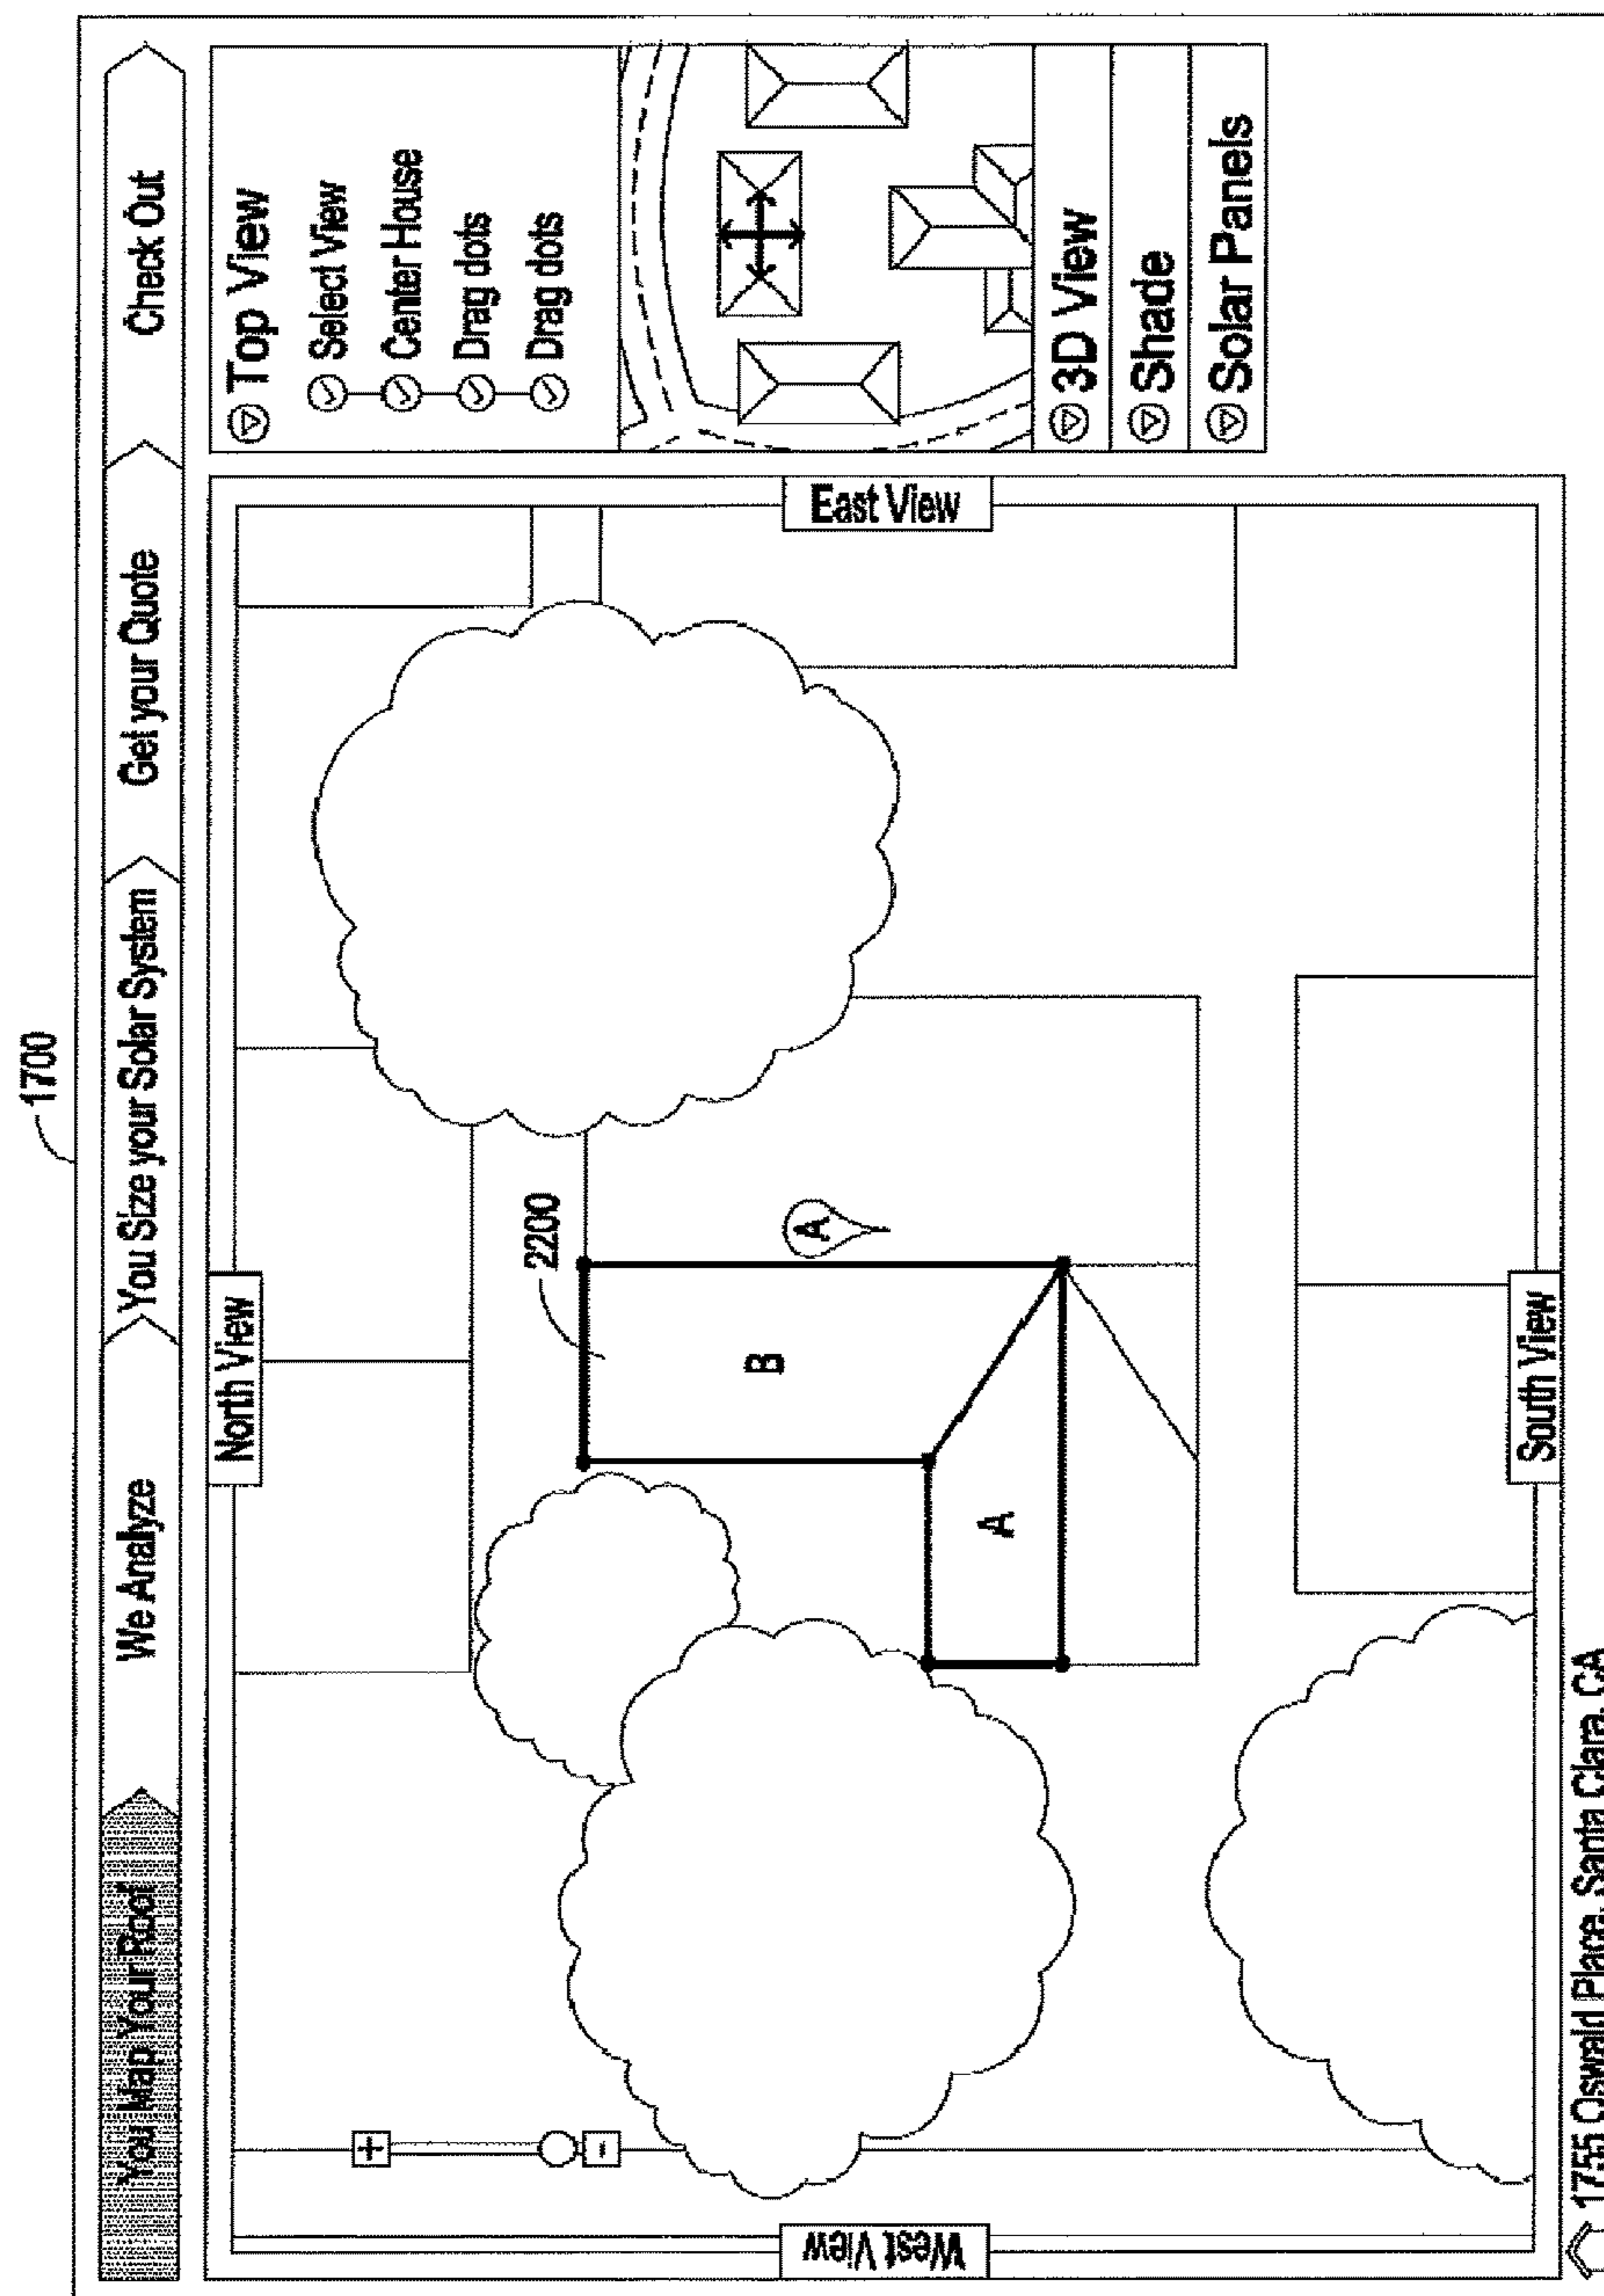 1700
You Map Your Roof
We Analyze
You Size your Solar System
Get your Quote
Check Out
North View
West View
East View
South View
+
-
2200
B
A
A
Top View
Select View
Center House
Drag dots
Drag dots
3D View
Shade
Solar Panels
1755 Oswald Place, Santa Clara, CA